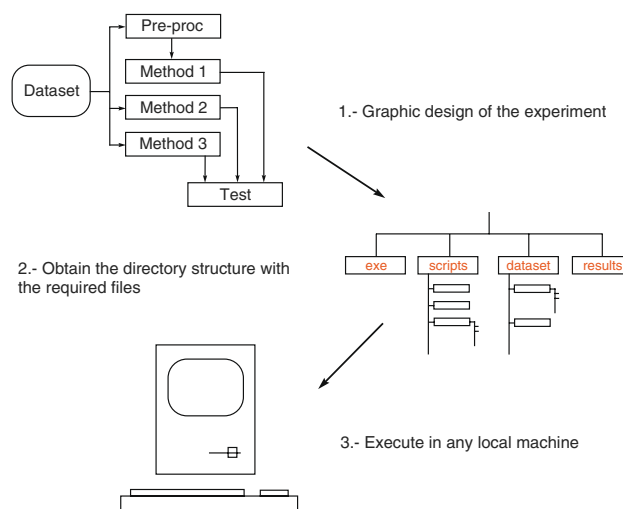 Pre-proc
Dataset
Method 1
Method 2
Method 3
Test
1.- Graphic design of the experiment
exe
scripts
dataset
results
2.- Obtain the directory structure with
the required files
3.- Execute in any local machine